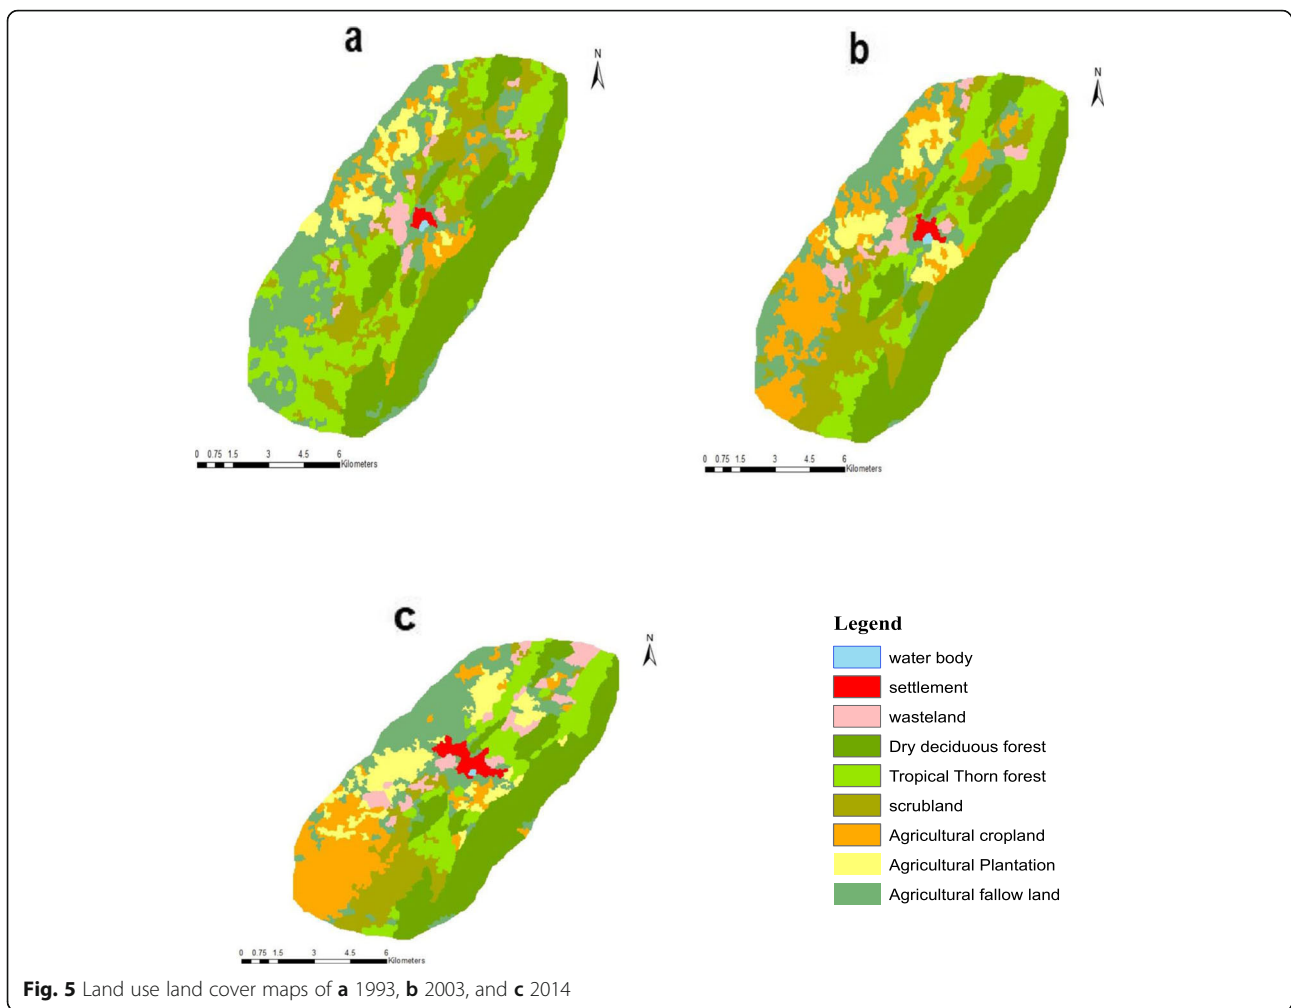 a
N
0 0.75 1.5 3 4.5 6
Kilometers
b
N
0 0.75 1.5 3 4.5 6
Kilometers
c
N
0 0.75 1.5 3 4.5 6
Kilometers
Legend
water body
settlement
wasteland
Dry deciduous forest
Tropical Thorn forest
scrubland
Agricultural cropland
Agricultural Plantation
Agricultural fallow land
Fig. 5 Land use land cover maps of a 1993, b 2003, and c 2014